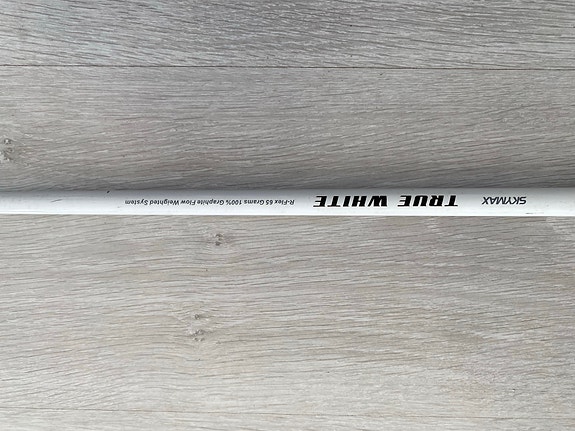 SKYMAX TRUE WHITE R-Flex 65 Grams 100% Graphite Flow Weighted System